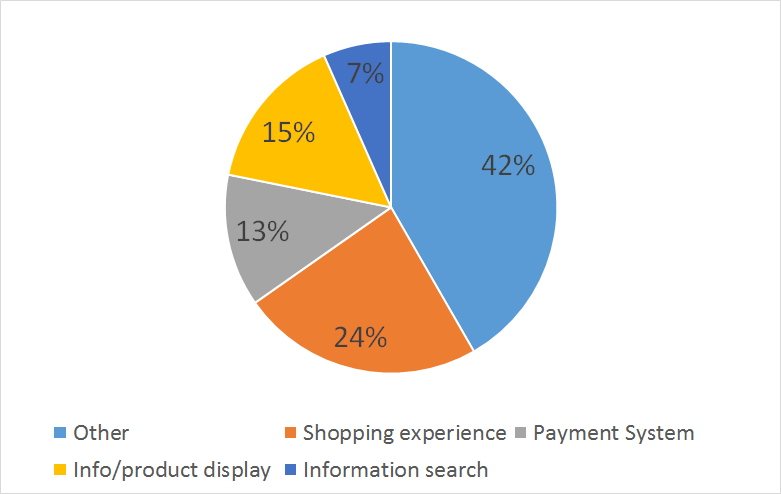 7%
15%
42%
13%
24%
Other
Shopping experience
Payment System
Info/product display
Information search